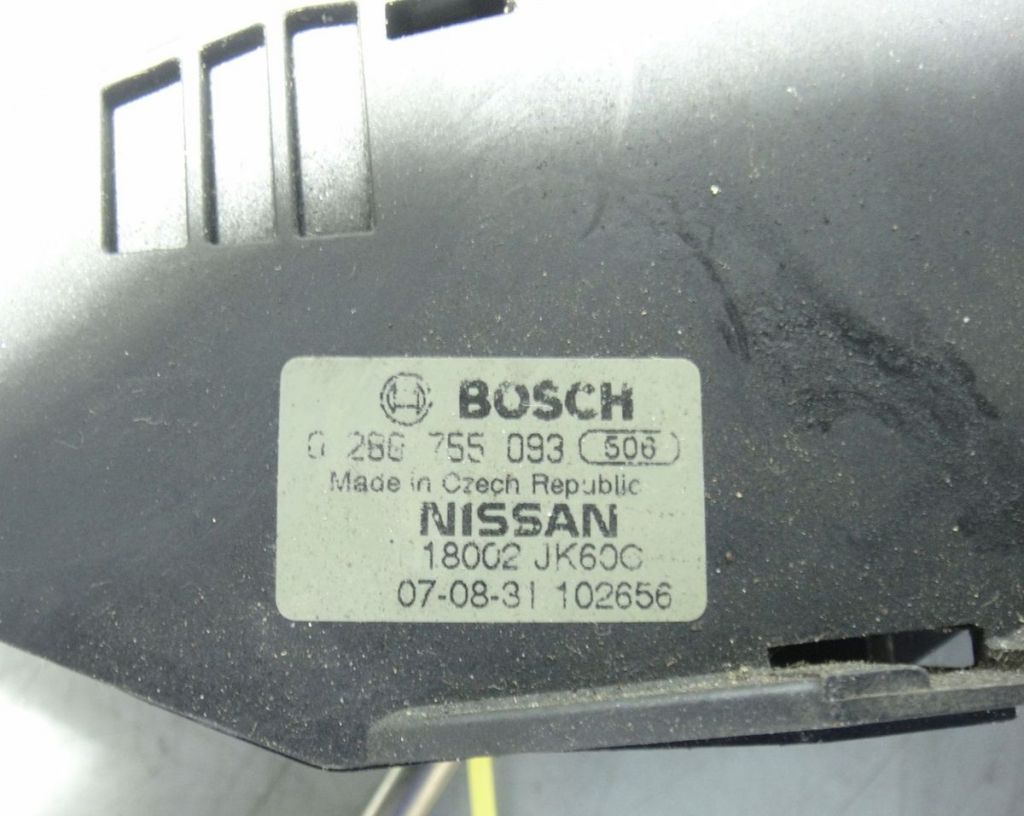 BOSCH
0 280 755 093 506
Made in Czech Republic
NISSAN
18002 JK60C
07-08-31 102656